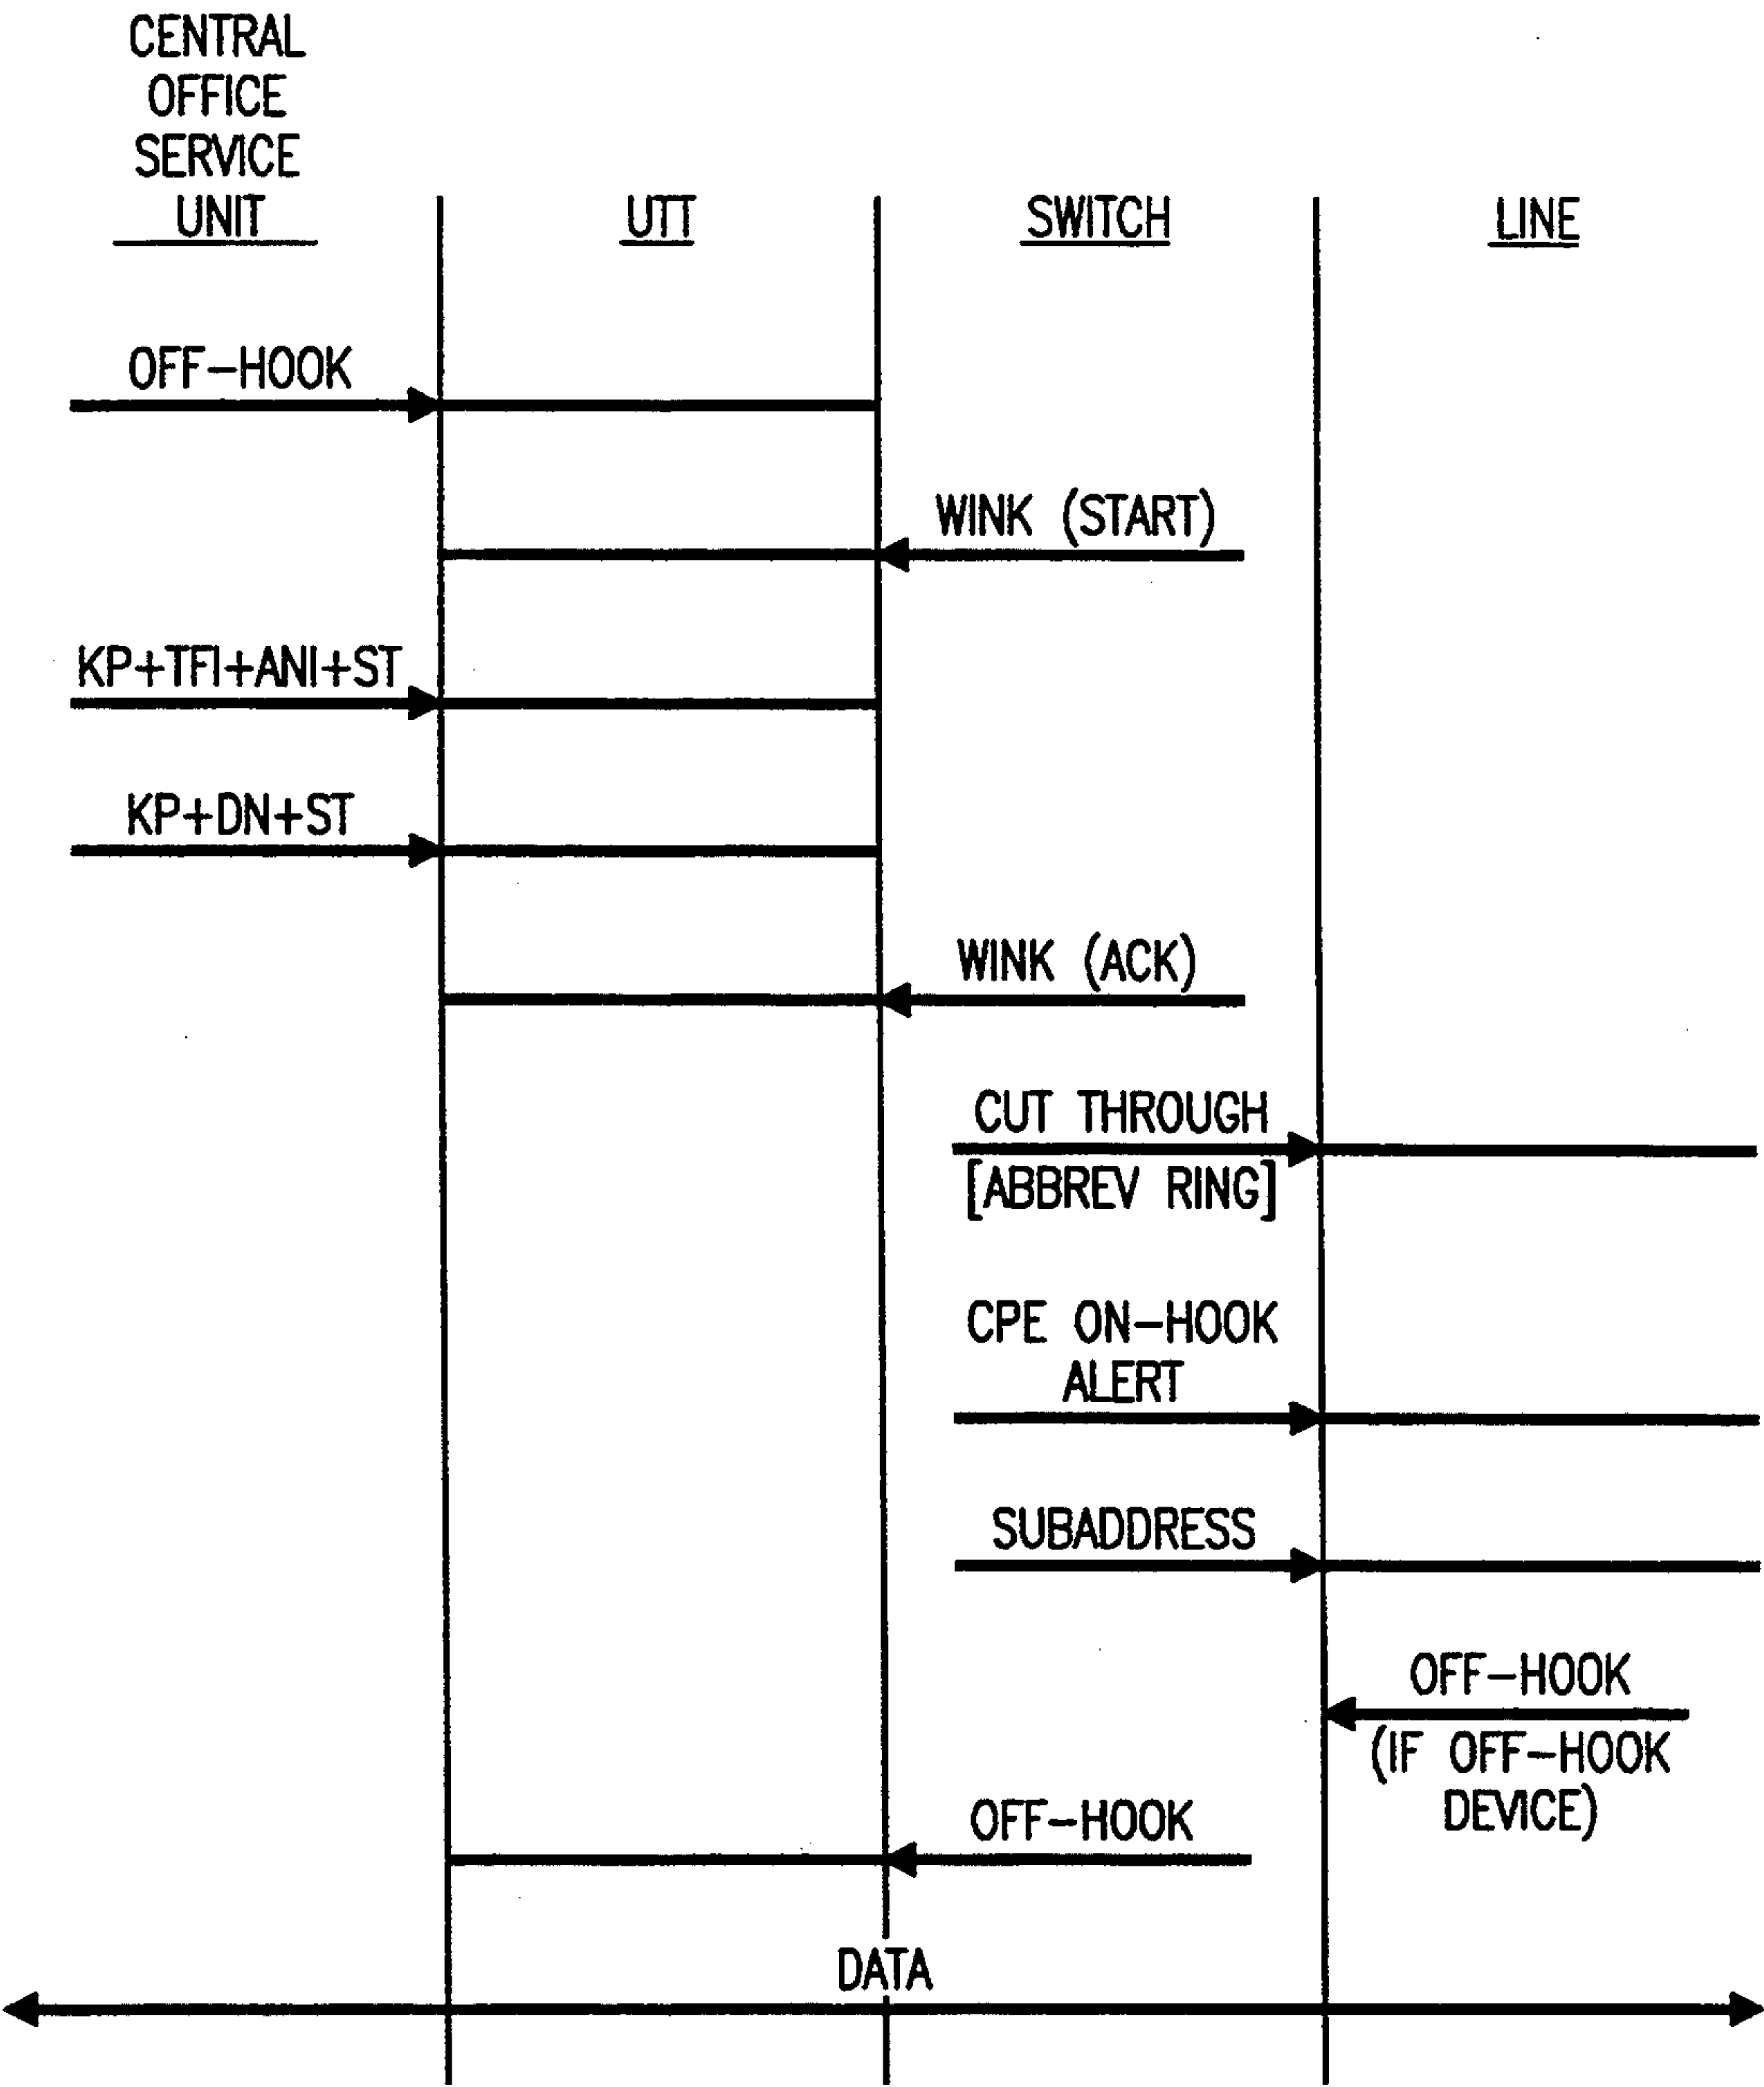 CENTRAL
OFFICE
SERVICE
UNIT
UTT
SWITCH
LINE
OFF-HOOK
WINK (START)
KP+TFI+ANI+ST
KP+DN+ST
WINK (ACK)
CUT THROUGH
[ABBREV RING]
CPE ON-HOOK
ALERT
SUBADDRESS
OFF-HOOK
(IF OFF-HOOK
DEVICE)
OFF-HOOK
DATA